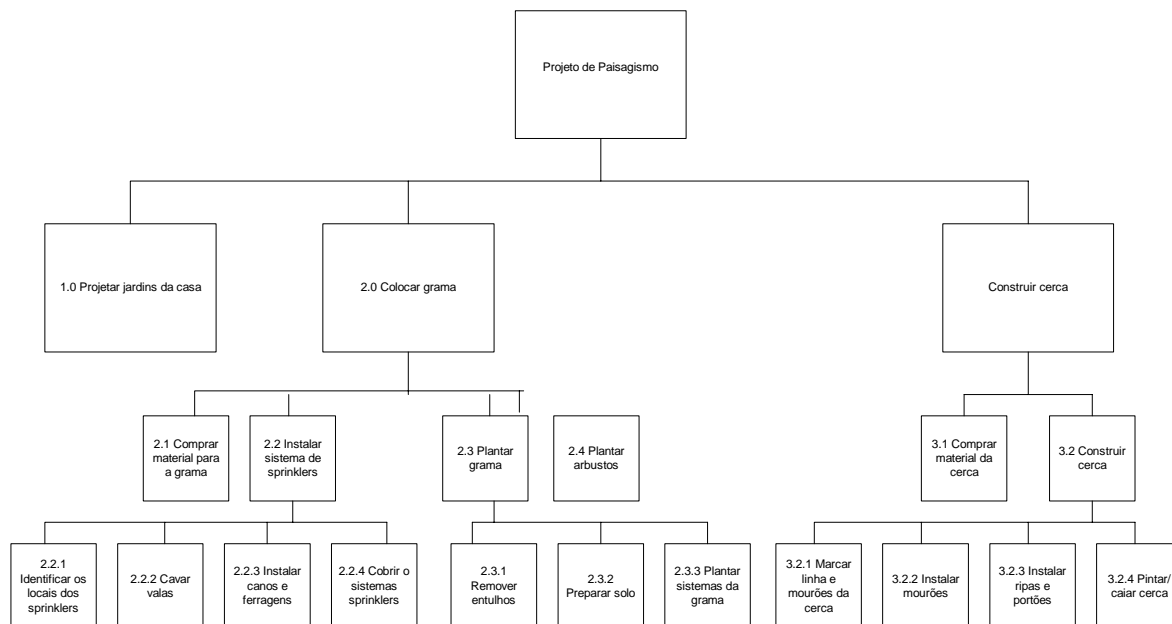 Projeto de Paisagismo
1.0 Projetar jardins da casa
2.0 Colocar grama
Construir cerca
2.1 Comprar
material para
a grama
2.2 Instalar
sistema de
sprinklers
2.3 Plantar
grama
2.4 Plantar
arbustos
3.1 Comprar
material da
cerca
3.2 Construir
cerca
2.2.1
Identificar os
locais dos
sprinklers
2.2.2 Cavar
valas
2.2.3 Instalar
canos e
ferragens
2.2.4 Cobrir o
sistemas
sprinklers
2.3.1
Remover
entulhos
2.3.2
Preparar solo
2.3.3 Plantar
sistemas da
grama
3.2.1 Marcar
linha e
mourões da
cerca
3.2.2 Instalar
mourões
3.2.3 Instalar
ripas e
portões
3.2.4 Pintar/
caiar cerca